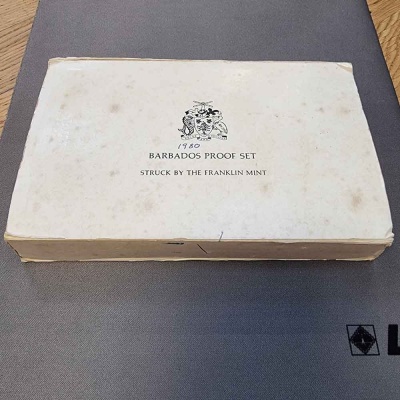 1980
BARBADOS PROOF SET
STRUCK BY THE FRANKLIN MINT
L